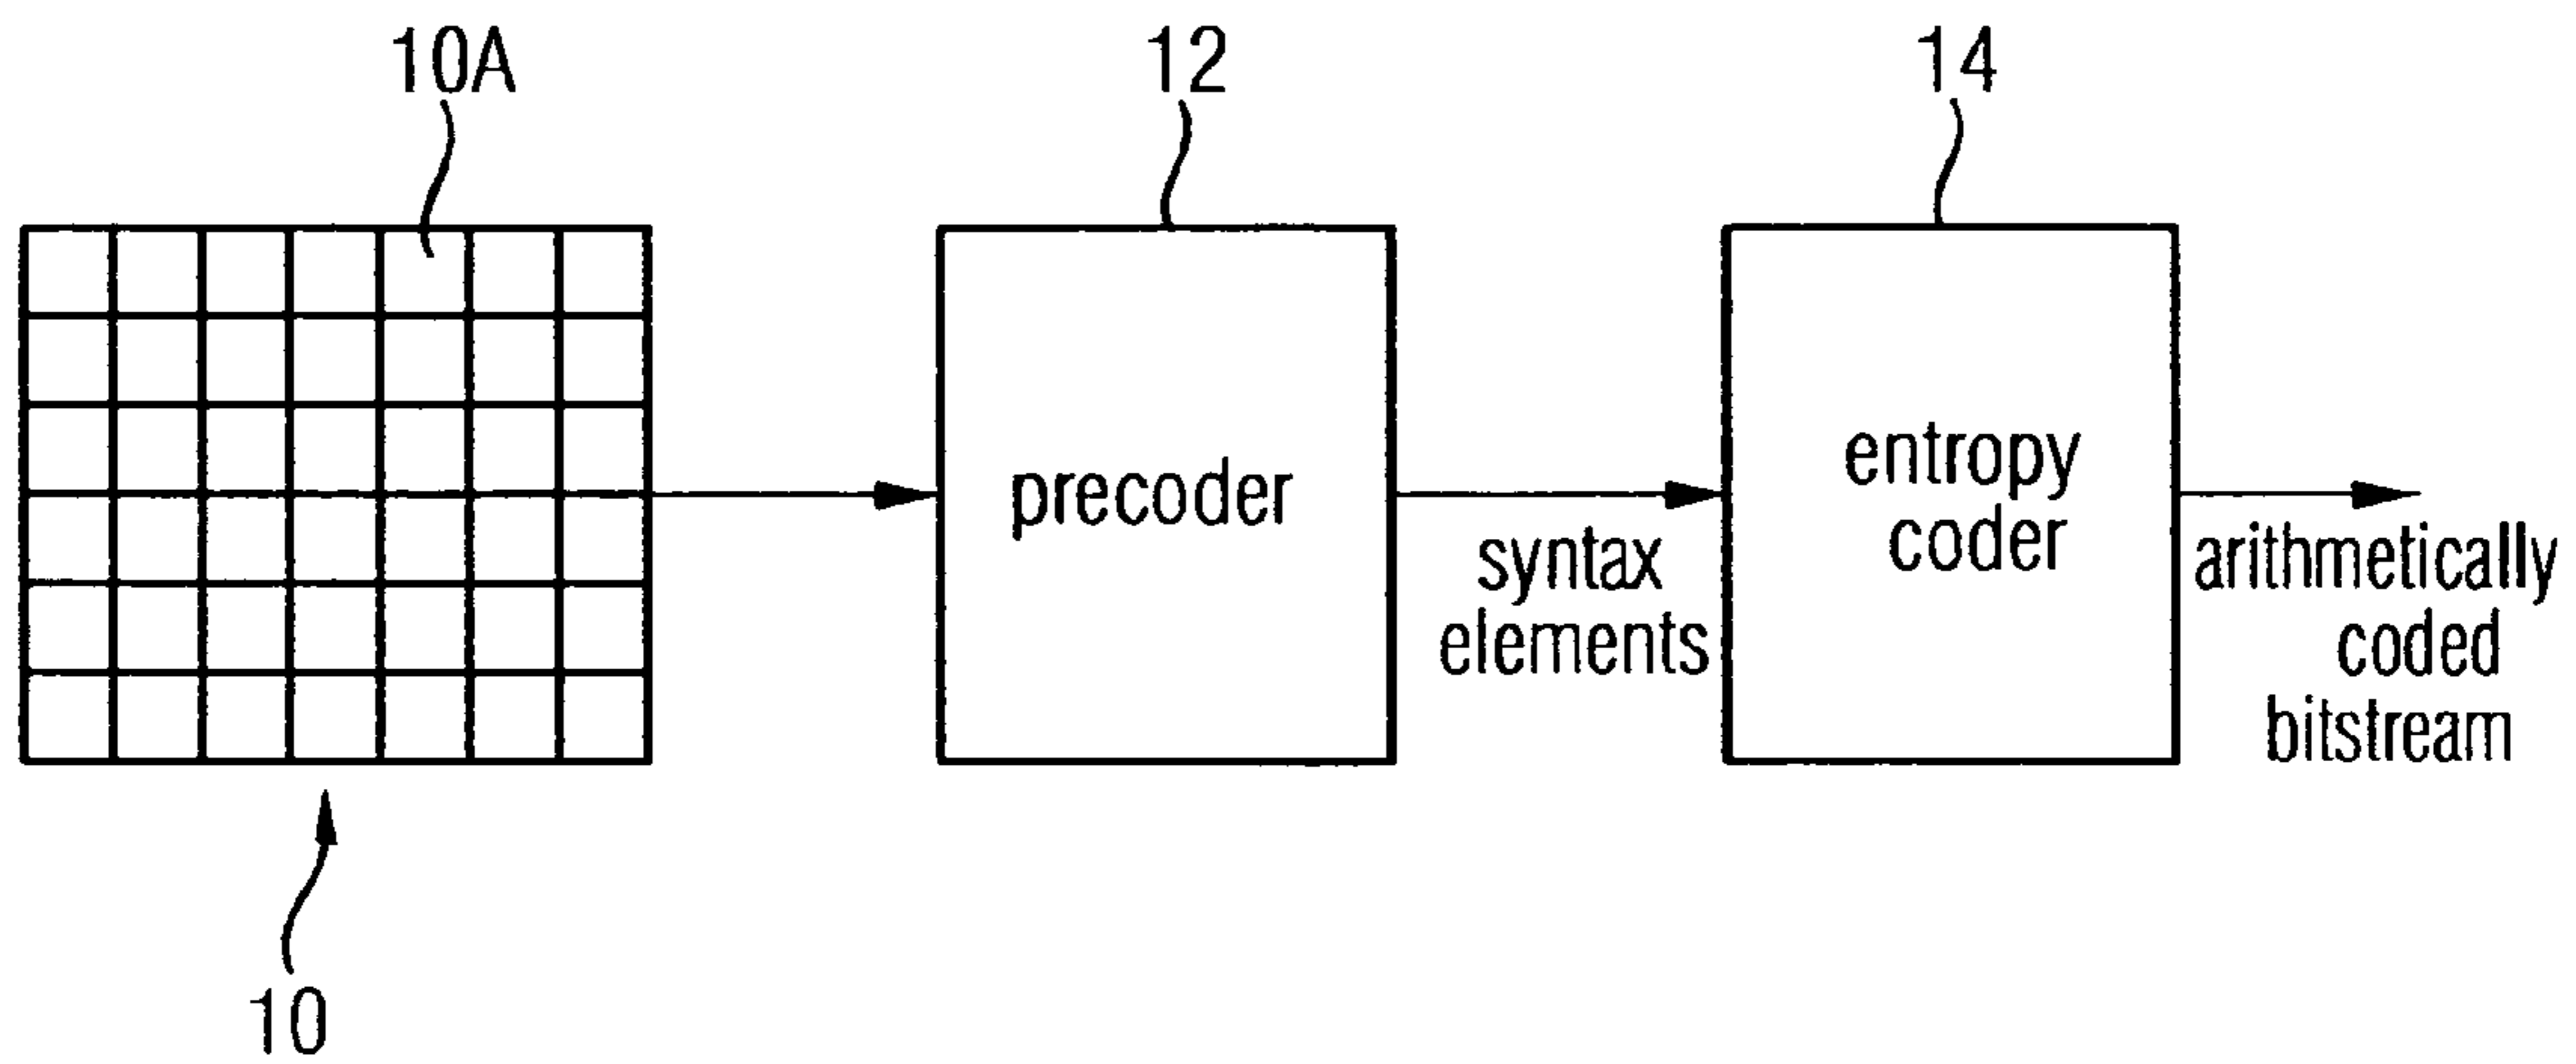 10A
12
14
precoder
entropy
coder
syntax
elements
arithmetically
coded
bitstream
10